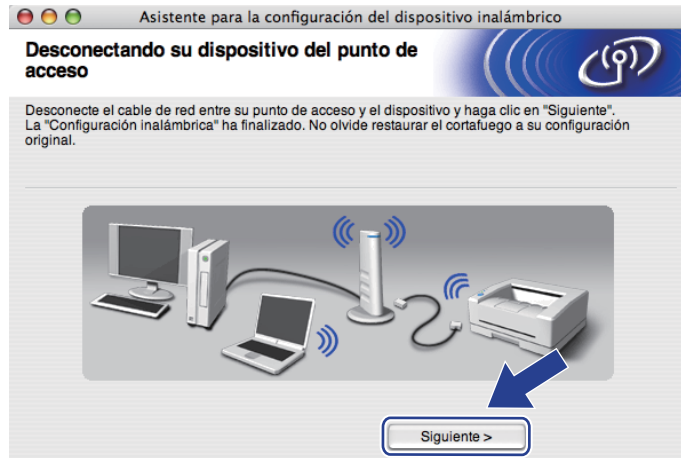 Asistente para la configuración del dispositivo inalámbrico
Desconectando su dispositivo del punto de
acceso
Desconecte el cable de red entre su punto de acceso y el dispositivo y haga clic en "Siguiente".
La "Configuración inalámbrica" ha finalizado. No olvide restaurar el cortafuego a su configuración
original.
Siguiente >